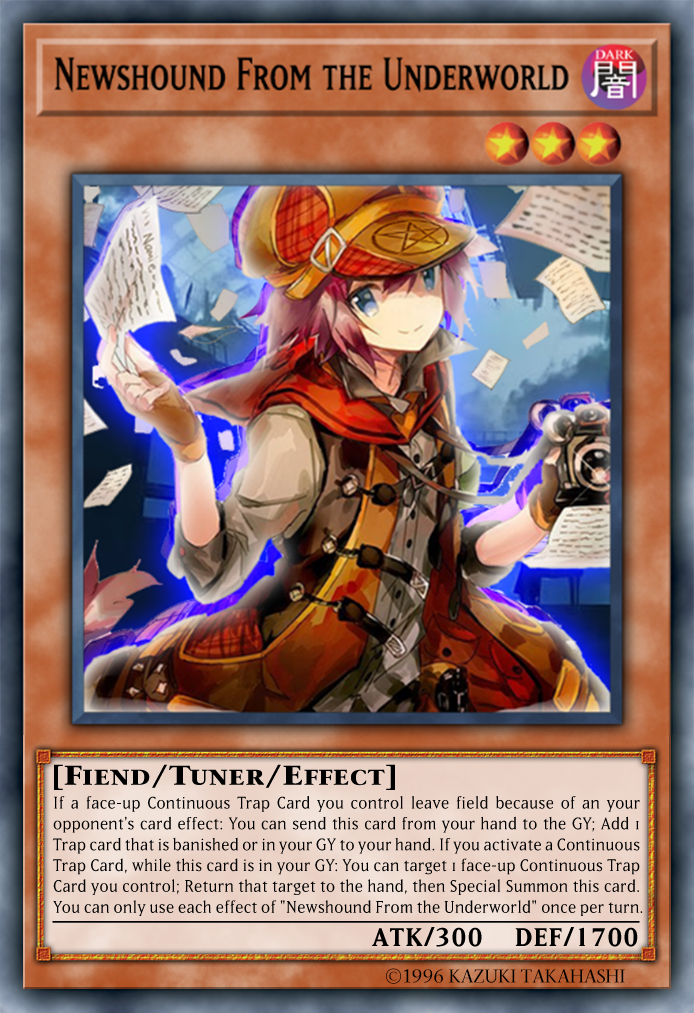 Newshound From the Underworld
DARK
闇
Namie
[Fiend/Tuner/Effect]
If a face-up Continuous Trap Card you control leave field because of an your
opponent's card effect: You can send this card from your hand to the GY; Add 1
Trap card that is banished or in your GY to your hand. If you activate a Continuous
Trap Card, while this card is in your GY: You can target 1 face-up Continuous Trap
Card you control; Return that target to the hand, then Special Summon this card.
You can only use each effect of "Newshound From the Underworld" once per turn.
ATK/300 DEF/1700
©1996 KAZUKI TAKAHASHI